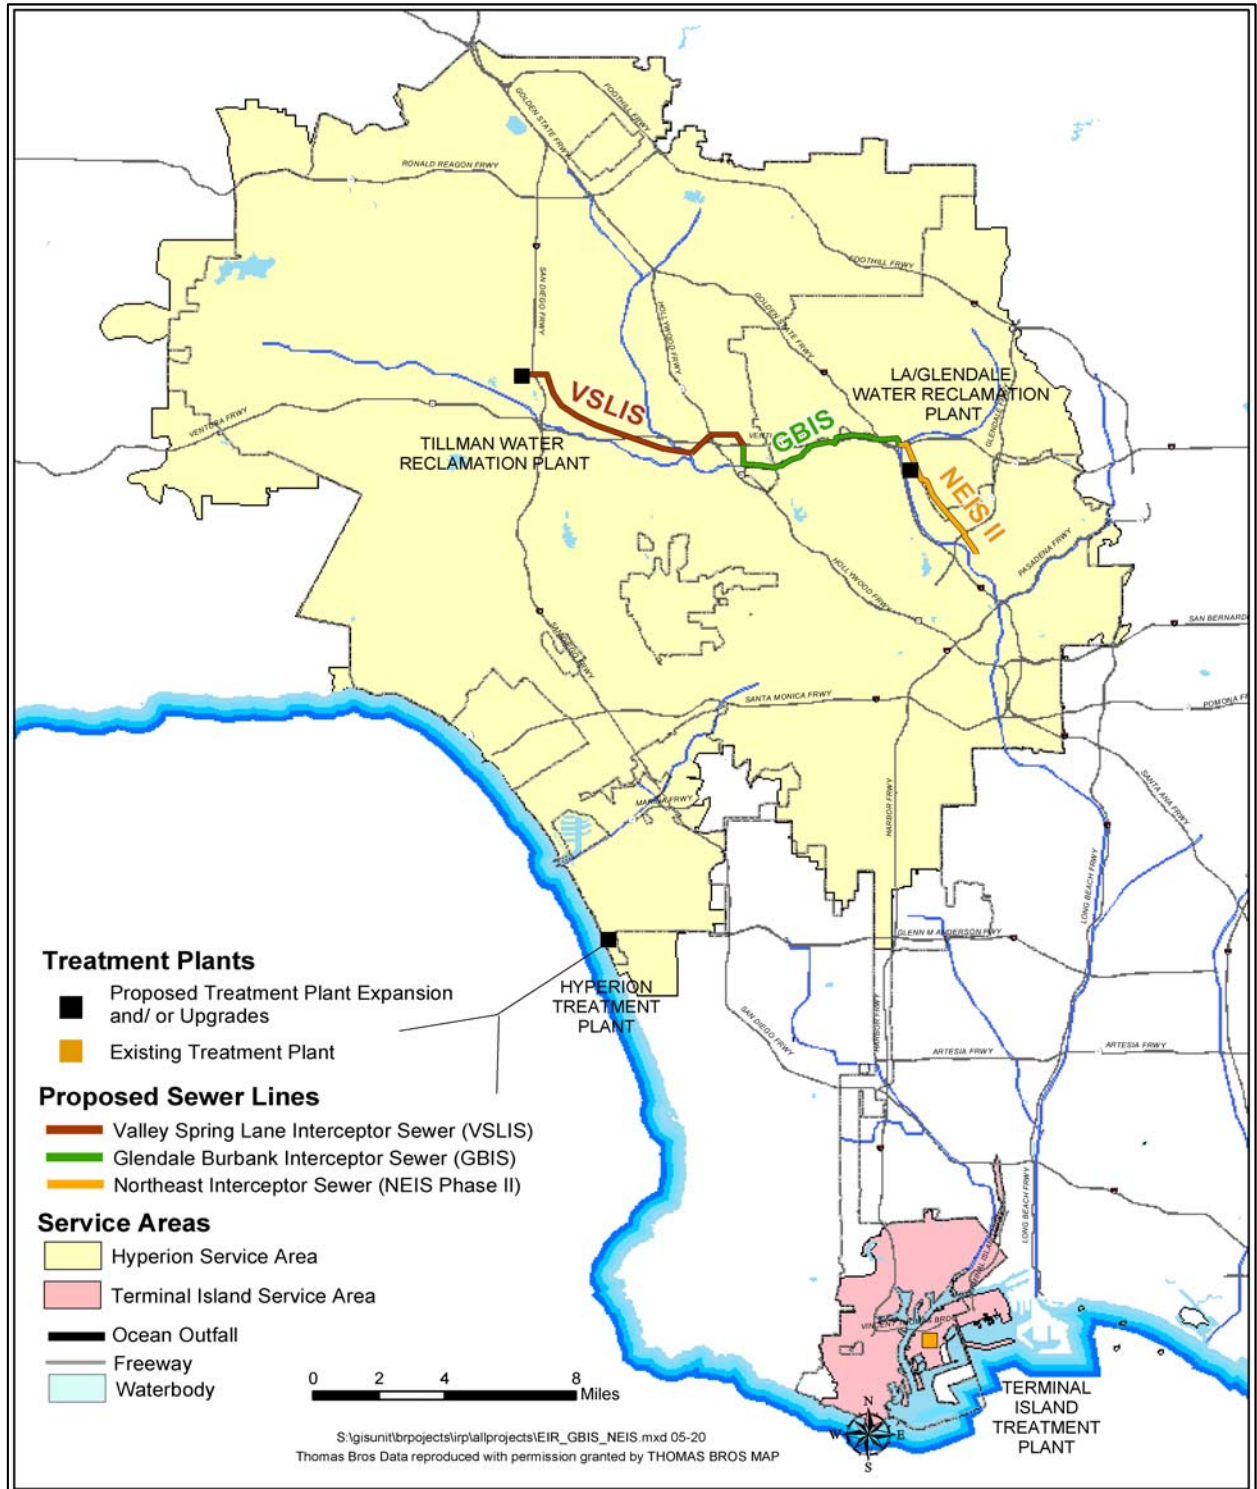 FOOTHILL FRWY
GOLDEN STATE FRWY
RONALD REAGON FRWY
FOOTHILL FRWY
SAN DIEGO FRWY
HOLLYWOOD FRWY
GOLDEN STATE FRWY
LA/GLENDALE
WATER RECLAMATION
PLANT
GLENDALE FRWY
VSLIS
GBIS
VENTURA FRWY
TILLMAN WATER
RECLAMATION PLANT
NEIS II
PASADENA FRWY
HOLLYWOOD FRWY
SAN BERNARD
SANTA MONICA FRWY
POMONA FR
MARINA FRWY
HARBOR FRWY
SANTA ANA FRWY
LONG BEACH FRWY
GLENN M ANDERSON FWY
HYPERION
TREATMENT
PLANT
SAN DIEGO FRWY
HARBOR FRWY
ARTESIA FRWY
ARTESIA FRWY
LONG BEACH FRWY
VINCENT THOMAS BRDG
TERMINAL
ISLAND
TREATMENT
PLANT
Treatment Plants
Proposed Treatment Plant Expansion
and/ or Upgrades
Existing Treatment Plant
Proposed Sewer Lines
Valley Spring Lane Interceptor Sewer (VSLIS)
Glendale Burbank Interceptor Sewer (GBIS)
Northeast Interceptor Sewer (NEIS Phase II)
Service Areas
Hyperion Service Area
Terminal Island Service Area
Ocean Outfall
Freeway
Waterbody
0 2 4 8
Miles
N
W E
S
S:\gisunit\brpojects\irp\allprojects\EIR_GBIS_NEIS.mxd 05-20
Thomas Bros Data reproduced with permission granted by THOMAS BROS MAP